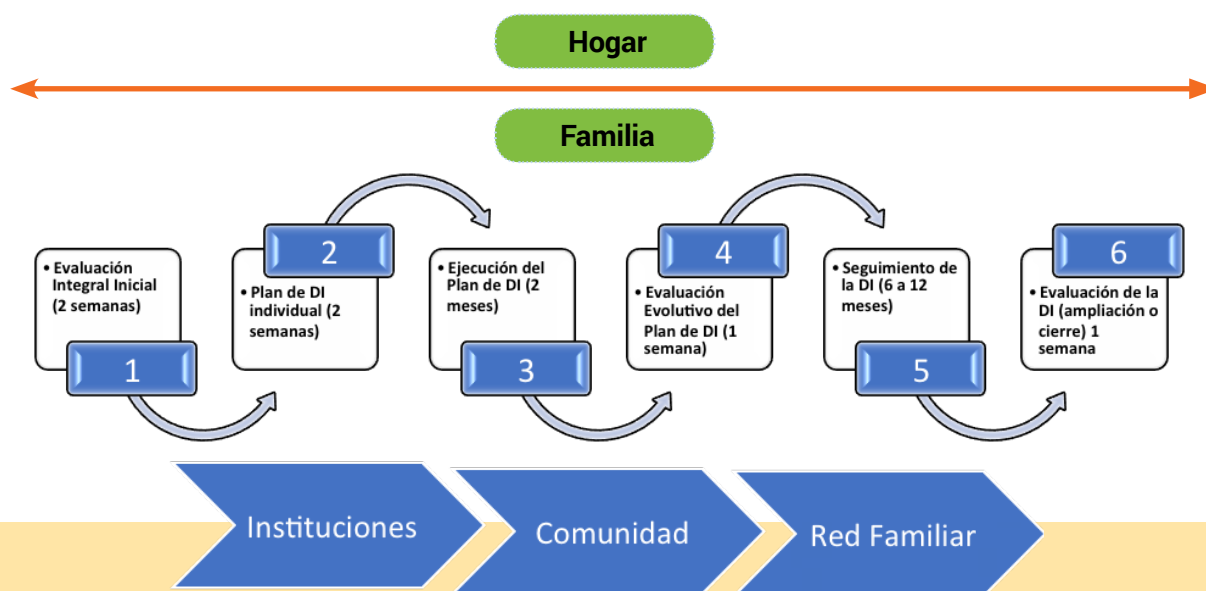 Hogar
Familia
• Evaluación
Integral Inicial
(2 semanas)
1
2
• Plan de DI
individual (2
semanas)
• Ejecución del
Plan de DI (2
meses)
3
4
• Evaluación
Evolutivo del
Plan de DI (1
semana)
• Seguimiento de
la DI (6 a 12
meses)
5
6
• Evaluación de la
DI (ampliación o
cierre) 1
semana
Instituciones
Comunidad
Red Familiar